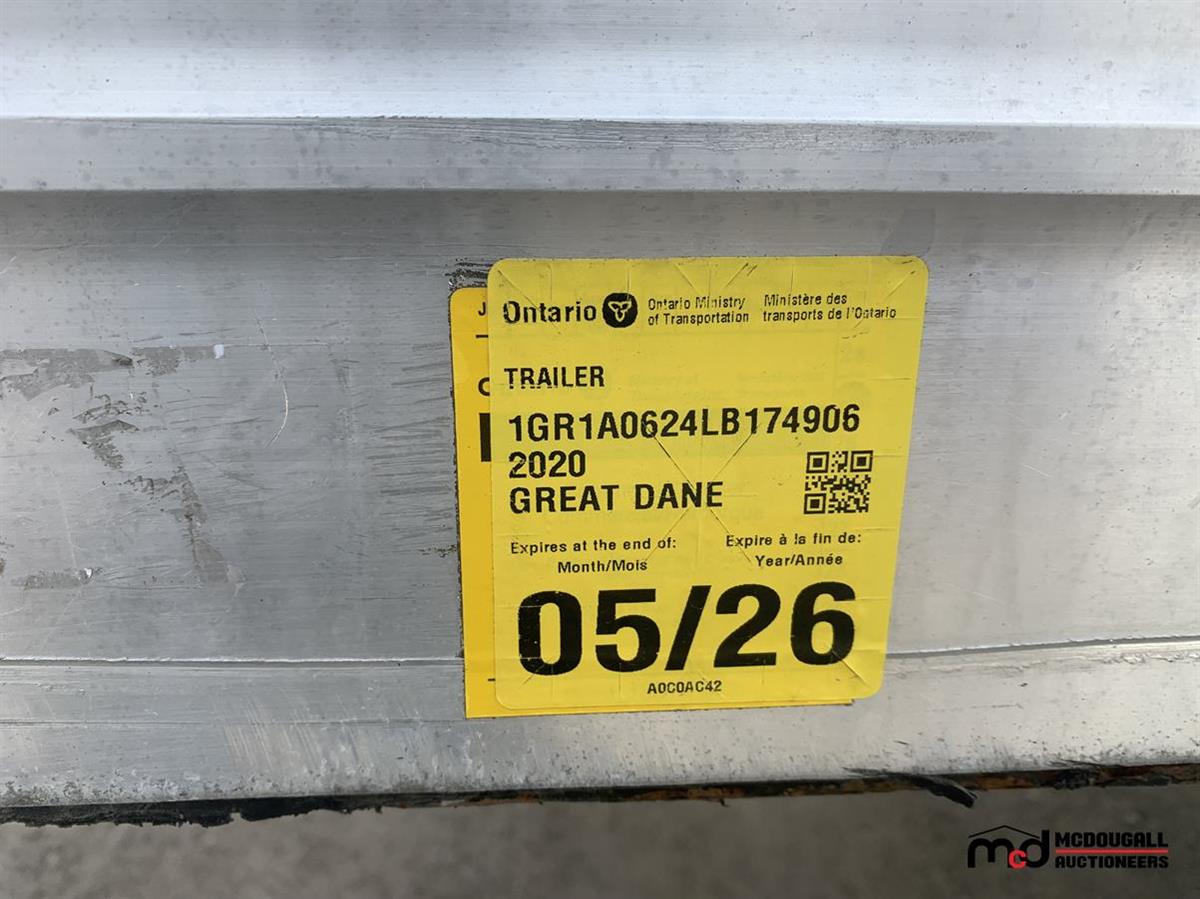 Ontario
Ontario Ministry
of Transportation
Ministère des
transports de l'Ontario
TRAILER
1GR1A0624LB174906
2020
GREAT DANE
Expires at the end of:
Month/Mois
Expire à la fin de:
Year/Année
05/26
A0C0AC42
mcd
MCDOUGALL
AUCTIONEERS